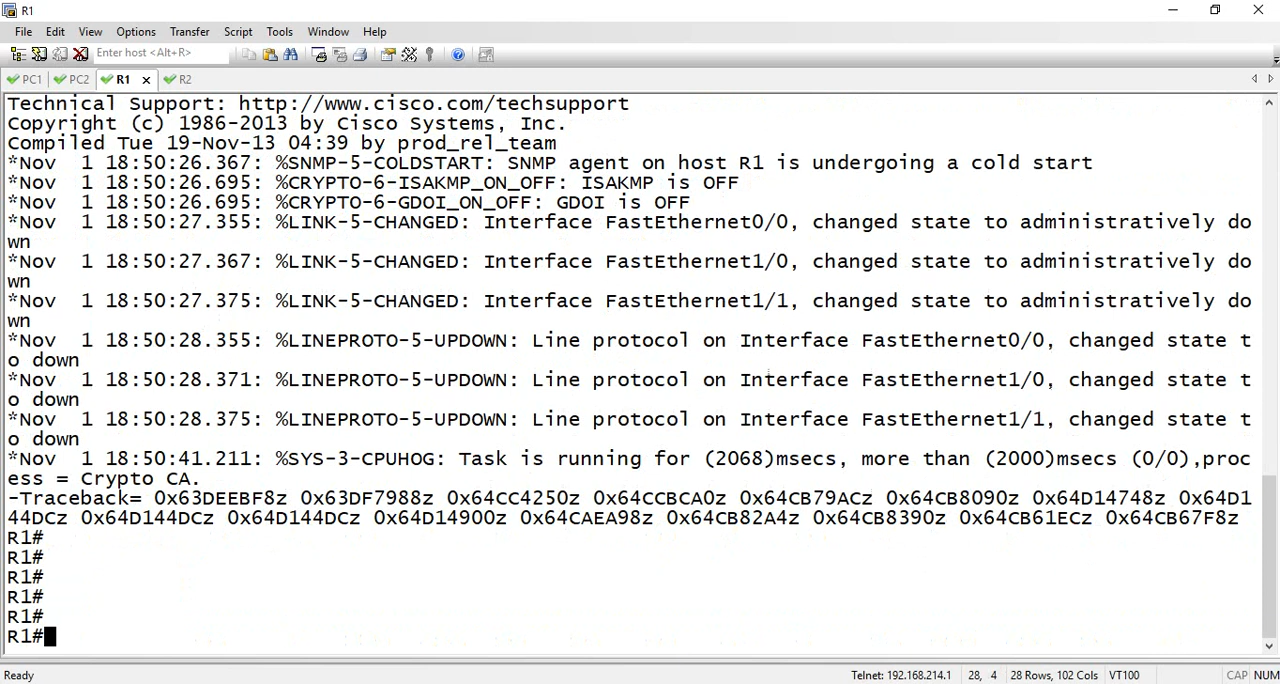 R1
File Edit View Options Transfer Script Tools Window Help
Enter host <Alt+R>
PC1 PC2 R1 R2
Technical Support: http://www.cisco.com/techsupport
Copyright (c) 1986-2013 by Cisco Systems, Inc.
Compiled Tue 19-Nov-13 04:39 by prod_rel_team
*Nov  1 18:50:26.367: %SNMP-5-COLDSTART: SNMP agent on host R1 is undergoing a cold start
*Nov  1 18:50:26.695: %CRYPTO-6-ISAKMP_ON_OFF: ISAKMP is OFF
*Nov  1 18:50:26.695: %CRYPTO-6-GDOI_ON_OFF: GDOI is OFF
*Nov  1 18:50:27.355: %LINK-5-CHANGED: Interface FastEthernet0/0, changed state to administratively do
wn
*Nov  1 18:50:27.367: %LINK-5-CHANGED: Interface FastEthernet1/0, changed state to administratively do
wn
*Nov  1 18:50:27.375: %LINK-5-CHANGED: Interface FastEthernet1/1, changed state to administratively do
wn
*Nov  1 18:50:28.355: %LINEPROTO-5-UPDOWN: Line protocol on Interface FastEthernet0/0, changed state t
o down
*Nov  1 18:50:28.371: %LINEPROTO-5-UPDOWN: Line protocol on Interface FastEthernet1/0, changed state t
o down
*Nov  1 18:50:28.375: %LINEPROTO-5-UPDOWN: Line protocol on Interface FastEthernet1/1, changed state t
o down
*Nov  1 18:50:41.211: %SYS-3-CPUHOG: Task is running for (2068)msecs, more than (2000)msecs (0/0),proc
ess = Crypto CA.
-Traceback= 0x63DEEBF8z 0x63DF7988z 0x64CC4250z 0x64CCBCA0z 0x64CB79ACz 0x64CB8090z 0x64D14748z 0x64D1
44DCz 0x64D144DCz 0x64D144DCz 0x64D14900z 0x64CAEA98z 0x64CB82A4z 0x64CB8390z 0x64CB61ECz 0x64CB67F8z
R1#
R1#
R1#
R1#
R1#
R1#
Ready Telnet: 192.168.214.1 28, 4 28 Rows, 102 Cols VT100 CAP NUM